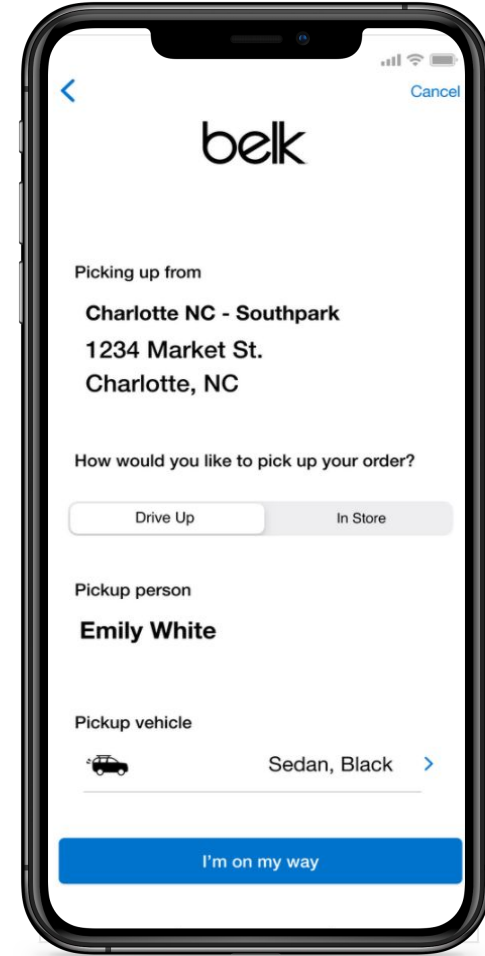 Cancel
belk
Picking up from
Charlotte NC - Southpark
1234 Market St.
Charlotte, NC
How would you like to pick up your order?
Drive Up In Store
Pickup person
Emily White
Pickup vehicle
Sedan, Black
I'm on my way